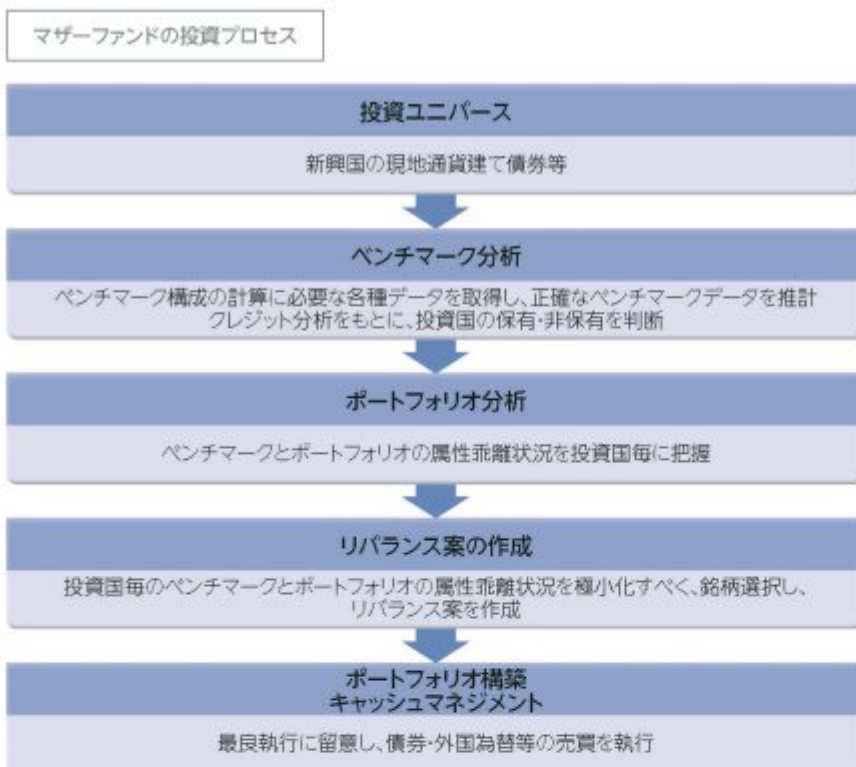 マザーファンドの投資プロセス
投資ユニバース
新興国の現地通貨建て債券等
ベンチマーク分析
ベンチマーク構成の計算に必要な各種データを取得し、正確なベンチマークデータを推計
クレジット分析をもとに、投資国の保有・非保有を判断
ポートフォリオ分析
ベンチマークとポートフォリオの属性乖離状況を投資国毎に把握
リバランス案の作成
投資国毎のベンチマークとポートフォリオの属性乖離状況を極小化すべく、銘柄選択し、
リバランス案を作成
ポートフォリオ構築
キャッシュマネジメント
最良執行に留意し、債券・外国為替等の売買を執行